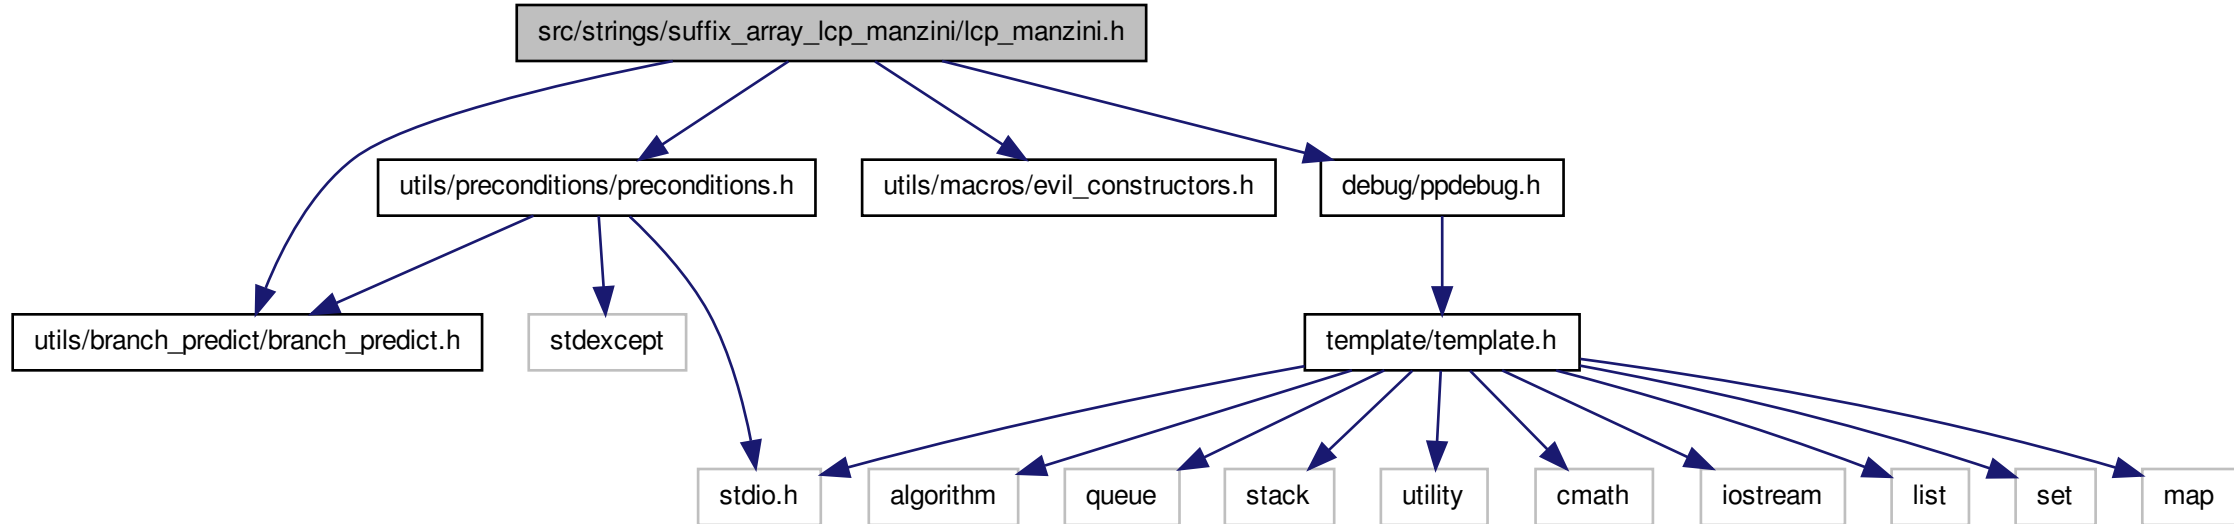 src/strings/suffix_array_lcp_manzini/lcp_manzini.h
utils/preconditions/preconditions.h
utils/macros/evil_constructors.h
debug/ppdebug.h
utils/branch_predict/branch_predict.h
stdexcept
template/template.h
stdio.h
algorithm
queue
stack
utility
cmath
iostream
list
set
map